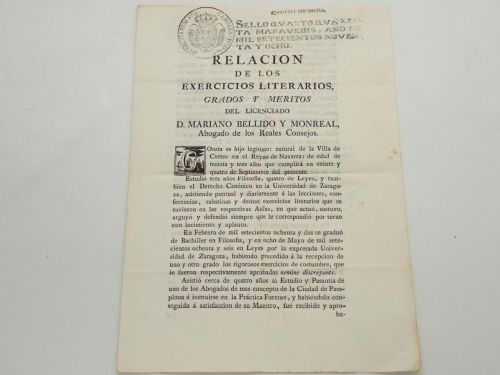 SELLO QUARTO, QUAREN-
TA MARAVEDIS, AÑO DE
MIL SETECIENTOS NOVEN-
TA Y OCHO.
RELACION
DE LOS
EXERCICIOS LITERARIOS,
GRADOS Y MERITOS
DEL LICENCIADO
D. MARIANO BELLIDO Y MONREAL,
Abogado de los Reales Consejos.
Consta es hijo legitimo: natural de la Villa de
Cortes en el Reyno de Navarra: de edad de
treinta y tres años que cumplirá en veinte y
quatro de Septiembre del presente.
Estudió tres años Filosofia, quatro de Leyes, y tam-
bien el Derecho Canónico en la Universidad de Zarago-
za, asistiendo puntual y diariamente á las lecciones, con-
ferencias, sabatinas y demas exercicios literarios que se
tuvieron en las respectivas Aulas, en que actuó, sostuvo,
arguyó y defendió siempre que le correspondió por turno
con lucimiento y aplauso.
En Febrero de mil setecientos ochenta y dos se graduó
de Bachiller en Filosofia, y en ocho de Mayo de mil sete-
cientos ochenta y seis en Leyes por la expresada Univer-
sidad de Zaragoza, habiendo precedido á la recepcion de
uno y otro grado los rigorosos exercicios de costumbre, que
le fueron respectivamente aprobados nemine discrepante.
Asistió cerca de quatro años al Estudio y Pasantia de
uno de los Abogados de mas concepto de la Ciudad de Pam-
plona á instruirse en la Práctica Forense, y habiéndolo con-
seguido á satisfaccion de su Maestro, fue recibido y apro-
ba-